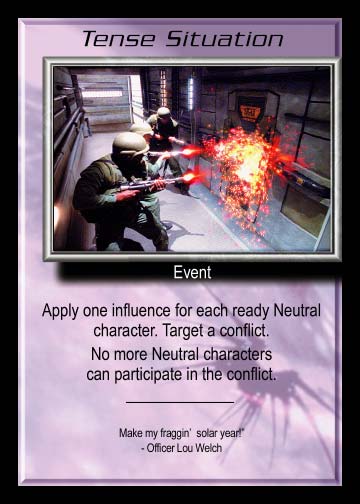 Tense Situation
Event
Apply one influence for each ready Neutral
character. Target a conflict.
No more Neutral characters
can participate in the conflict.
Make my fraggin' solar year!"
- Officer Lou Welch